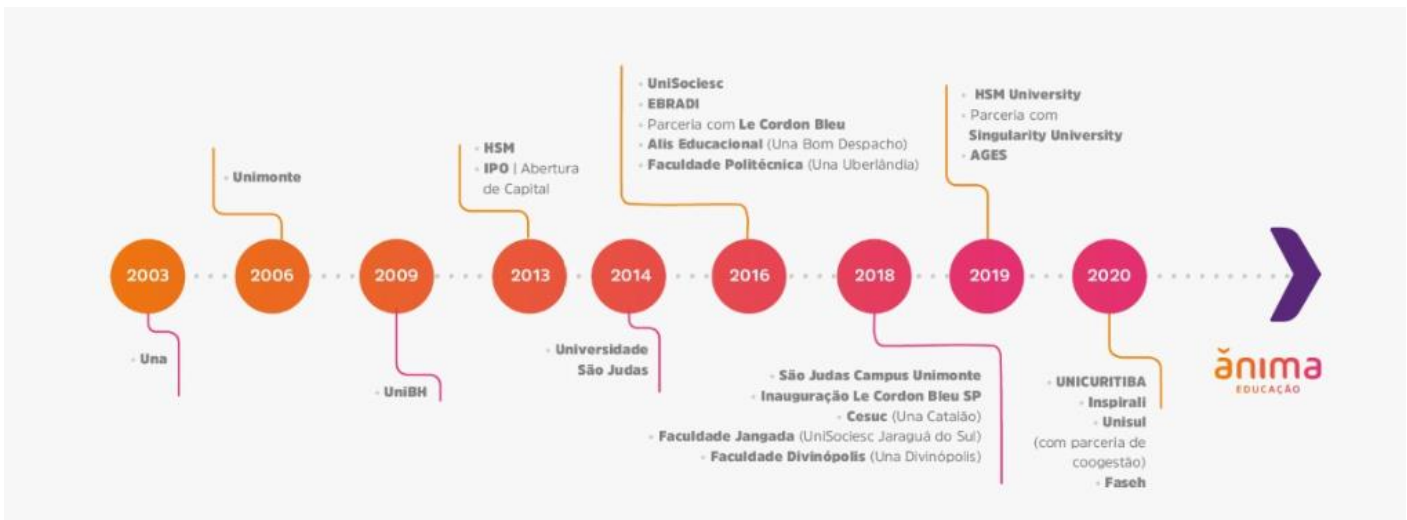 2003
- Una
2006
- Unimonte
2009
- UniBH
2013
- HSM
- IPO | Abertura
de Capital
2014
- Universidade
São Judas
2016
- UniSociesc
- EBRADI
- Parceria com Le Cordon Bleu
- Alis Educacional (Una Bom Despacho)
- Faculdade Politécnica (Una Uberlândia)
2018
- São Judas Campus Unimonte
- Inauguração Le Cordon Bleu SP
- Cesuc (Una Catalão)
- Faculdade Jangada (UniSociesc Jaraguá do Sul)
- Faculdade Divinópolis (Una Divinópolis)
2019
- HSM University
- Parceria com
Singularity University
- AGES
2020
- UNICURITIBA
- Inspirali
- Unisul
(com parceria de
coogestão)
- Faseh
ănıma
EDUCAÇÃO